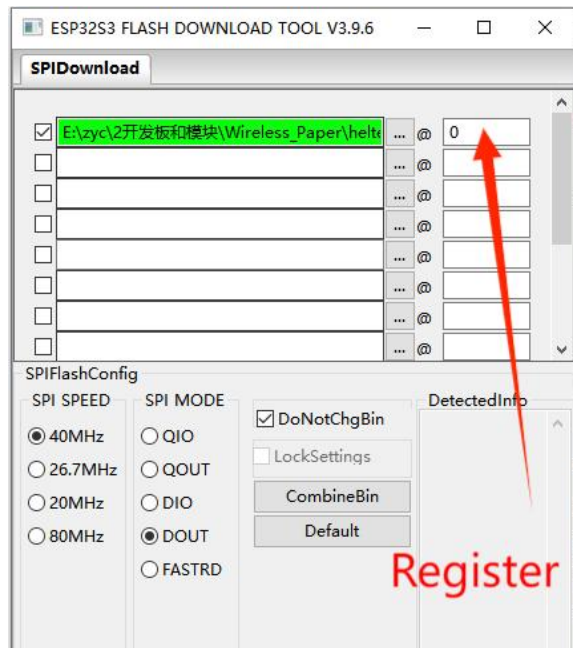 ESP32S3 FLASH DOWNLOAD TOOL V3.9.6
SPIDownload
E:\zyc\2开发板和模块\Wireless_Paper\helte ... @ 0
... @
... @
... @
... @
... @
... @
... @
SPIFlashConfig
SPI SPEED
40MHz
26.7MHz
20MHz
80MHz
SPI MODE
QIO
QOUT
DIO
DOUT
FASTRD
DoNotChgBin
LockSettings
CombineBin
Default
DetectedInfo
Register